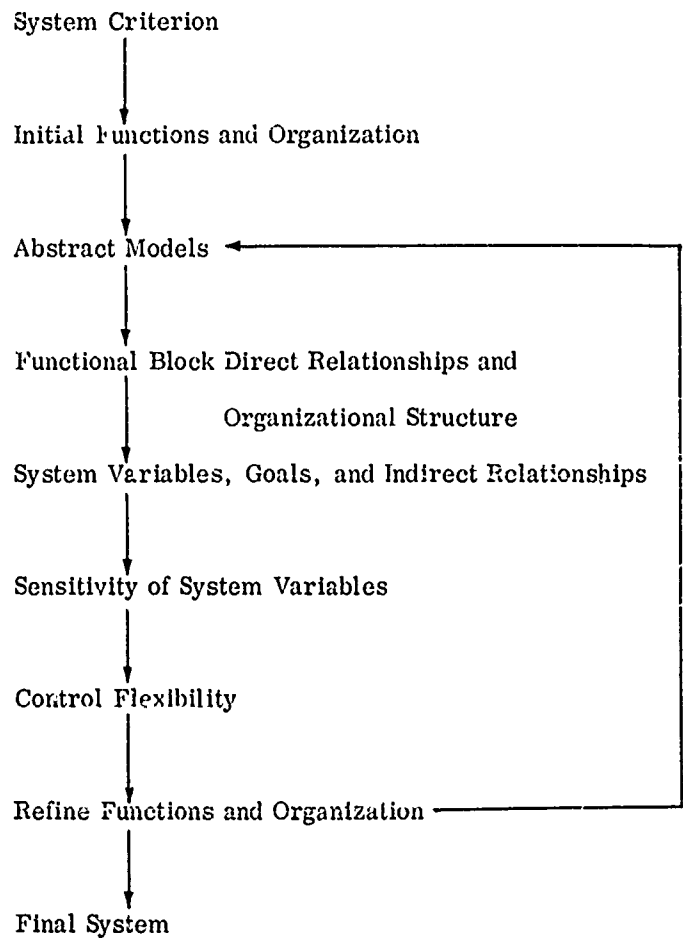 System Criterion
Initial Functions and Organization
Abstract Models
Functional Block Direct Relationships and
Organizational Structure
System Variables, Goals, and Indirect Relationships
Sensitivity of System Variables
Control Flexibility
Refine Functions and Organization
Final System